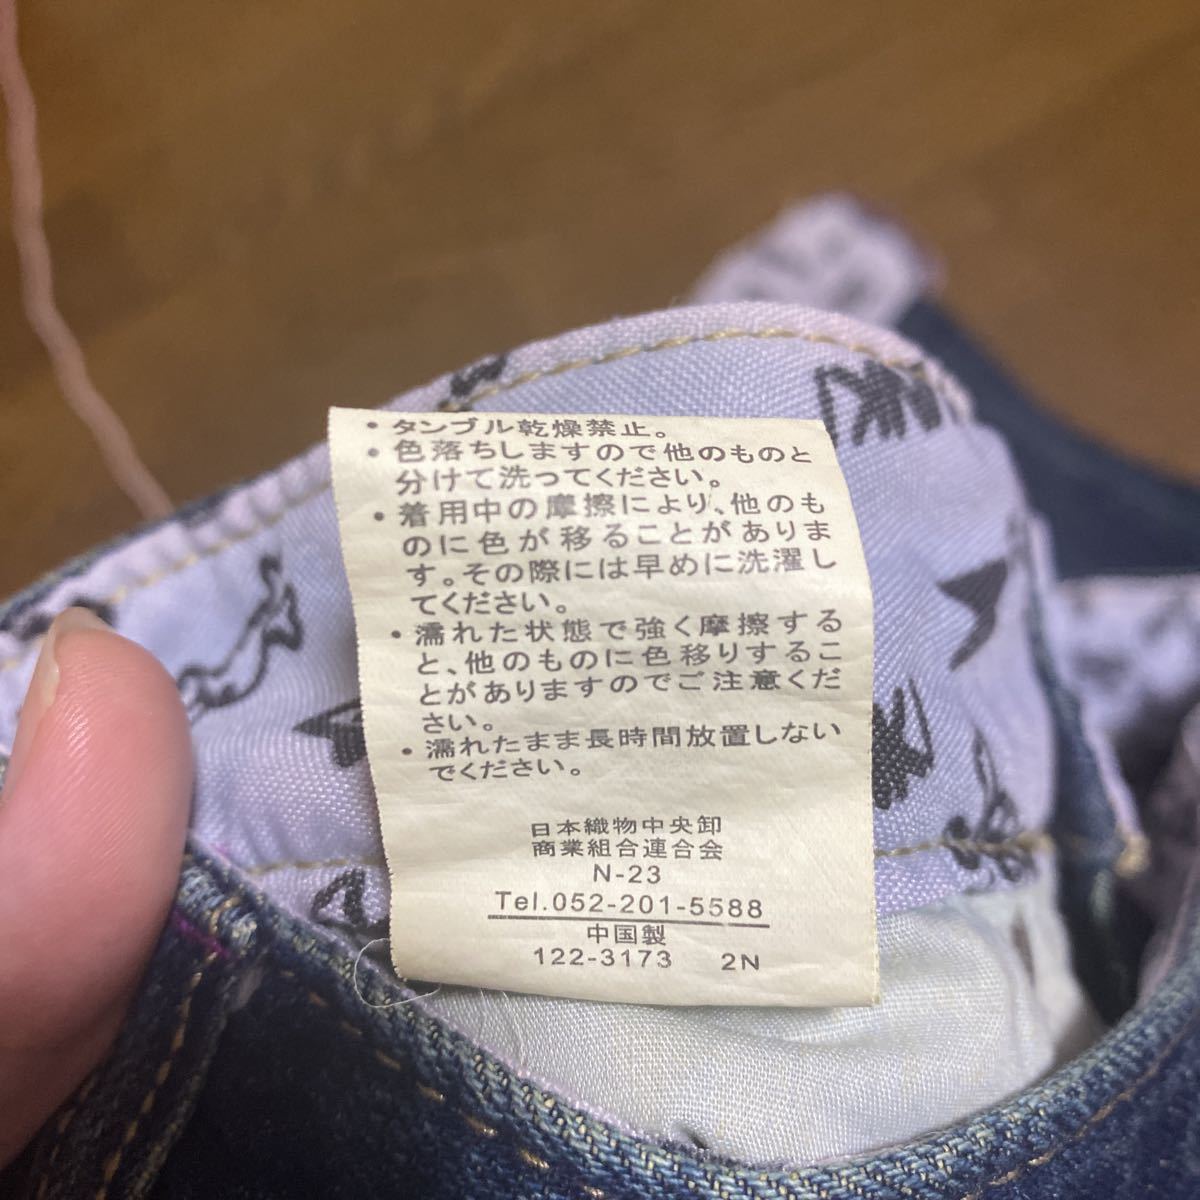 ・タンブル乾燥禁止。
・色落ちしますので他のものと
分けて洗ってください。
・着用中の摩擦により、他のも
のに色が移ることがありま
す。その際には早めに洗濯し
てください。
・濡れた状態で強く摩擦する
と、他のものに色移りするこ
とがありますのでご注意くだ
さい。
・濡れたまま長時間放置しない
でください。
日本織物中央卸
商業組合連合会
N-23
Tel.052-201-5588
中国製
122-3173 2N